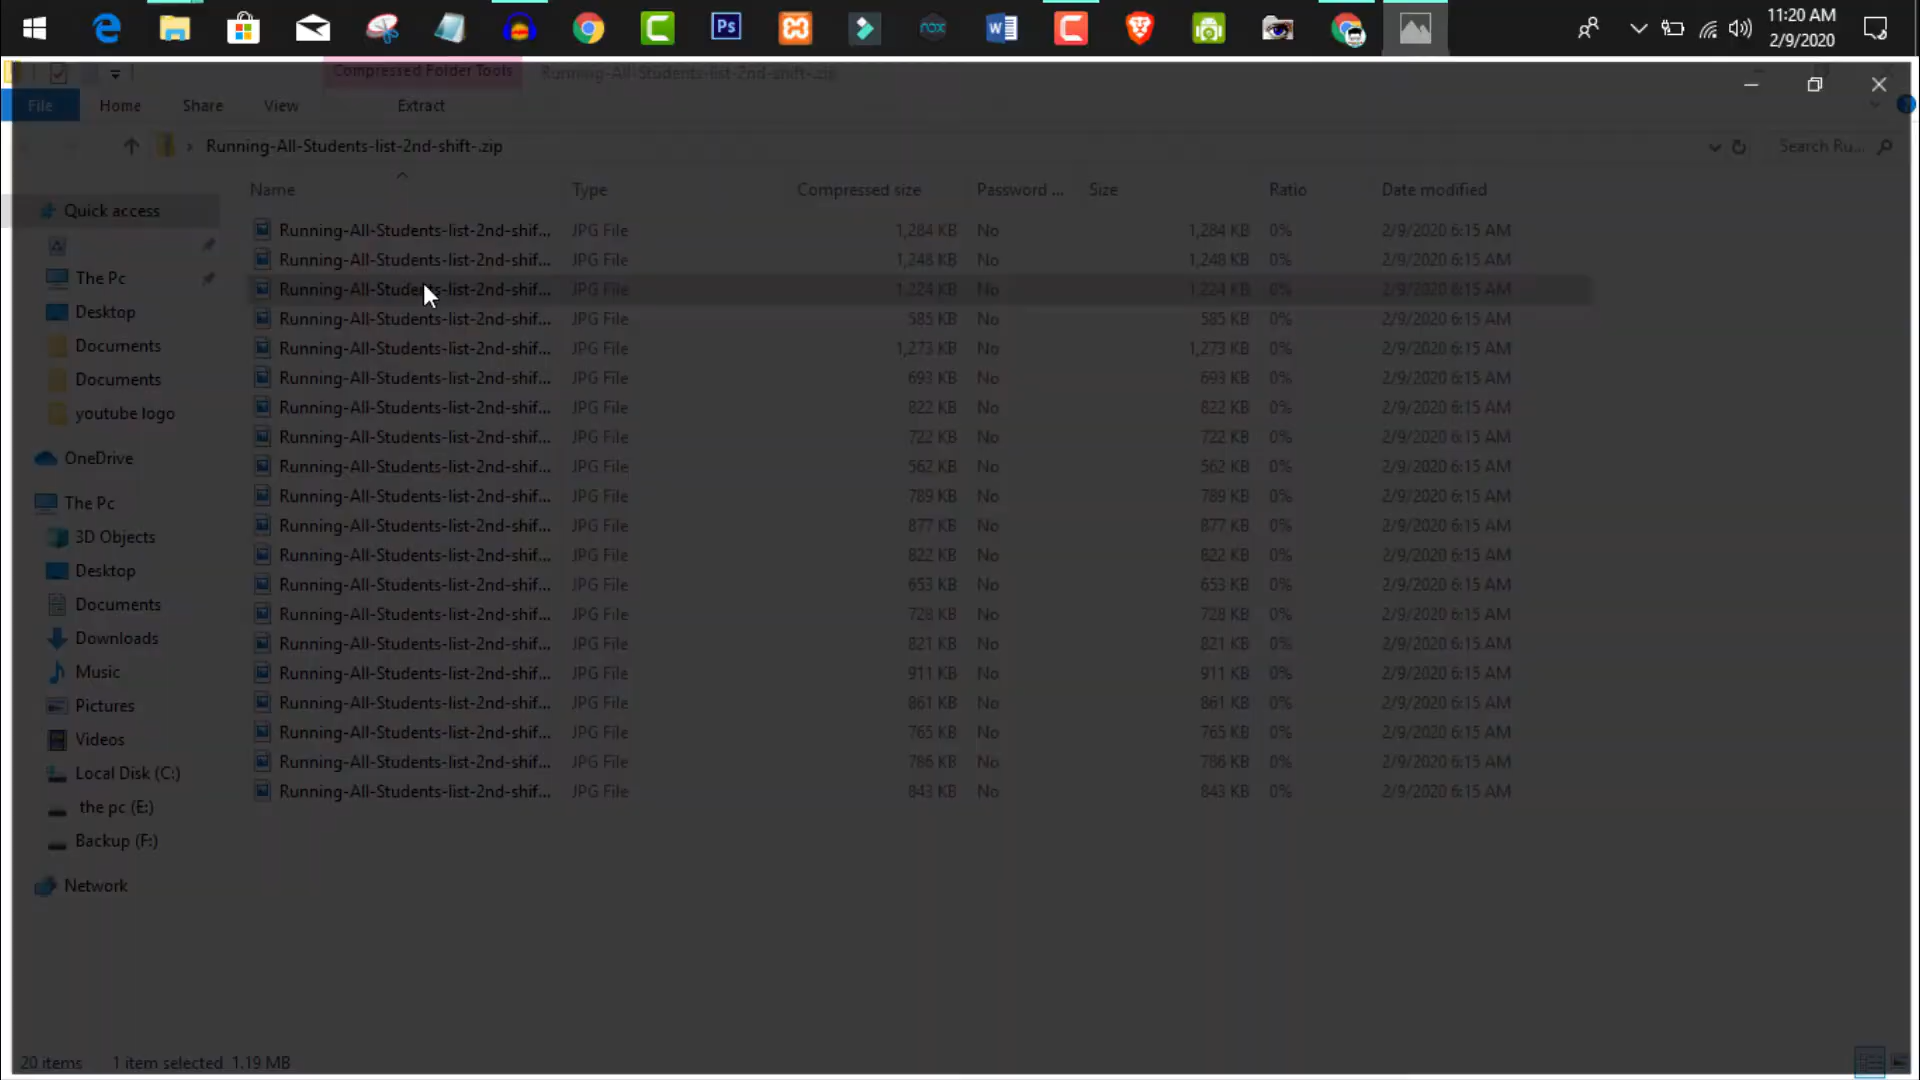 Ps
nox
11:20 AM
2/9/2020
Compressed Folder Tools
Running-All-Students-list-2nd-shift-.zip
File Home Share View Extract
Running-All-Students-list-2nd-shift-.zip
Search Ru...
Name Type Compressed size Password ... Size Ratio Date modified
Running-All-Students-list-2nd-shif... JPG File 1,284 KB No 1,284 KB 0% 2/9/2020 6:15 AM
Running-All-Students-list-2nd-shif... JPG File 1,248 KB No 1,248 KB 0% 2/9/2020 6:15 AM
Running-All-Students-list-2nd-shif... JPG File 1,224 KB No 1,224 KB 0% 2/9/2020 6:15 AM
Running-All-Students-list-2nd-shif... JPG File 585 KB No 585 KB 0% 2/9/2020 6:15 AM
Running-All-Students-list-2nd-shif... JPG File 1,273 KB No 1,273 KB 0% 2/9/2020 6:15 AM
Running-All-Students-list-2nd-shif... JPG File 693 KB No 693 KB 0% 2/9/2020 6:15 AM
Running-All-Students-list-2nd-shif... JPG File 822 KB No 822 KB 0% 2/9/2020 6:15 AM
Running-All-Students-list-2nd-shif... JPG File 722 KB No 722 KB 0% 2/9/2020 6:15 AM
Running-All-Students-list-2nd-shif... JPG File 562 KB No 562 KB 0% 2/9/2020 6:15 AM
Running-All-Students-list-2nd-shif... JPG File 789 KB No 789 KB 0% 2/9/2020 6:15 AM
Running-All-Students-list-2nd-shif... JPG File 877 KB No 877 KB 0% 2/9/2020 6:15 AM
Running-All-Students-list-2nd-shif... JPG File 822 KB No 822 KB 0% 2/9/2020 6:15 AM
Running-All-Students-list-2nd-shif... JPG File 653 KB No 653 KB 0% 2/9/2020 6:15 AM
Running-All-Students-list-2nd-shif... JPG File 728 KB No 728 KB 0% 2/9/2020 6:15 AM
Running-All-Students-list-2nd-shif... JPG File 821 KB No 821 KB 0% 2/9/2020 6:15 AM
Running-All-Students-list-2nd-shif... JPG File 911 KB No 911 KB 0% 2/9/2020 6:15 AM
Running-All-Students-list-2nd-shif... JPG File 861 KB No 861 KB 0% 2/9/2020 6:15 AM
Running-All-Students-list-2nd-shif... JPG File 765 KB No 765 KB 0% 2/9/2020 6:15 AM
Running-All-Students-list-2nd-shif... JPG File 786 KB No 786 KB 0% 2/9/2020 6:15 AM
Running-All-Students-list-2nd-shif... JPG File 843 KB No 843 KB 0% 2/9/2020 6:15 AM
Quick access
The Pc
Desktop
Documents
Documents
youtube logo
OneDrive
The Pc
3D Objects
Desktop
Documents
Downloads
Music
Pictures
Videos
Local Disk (C:)
the pc (E:)
Backup (F:)
Network
20 items 1 item selected 1.19 MB